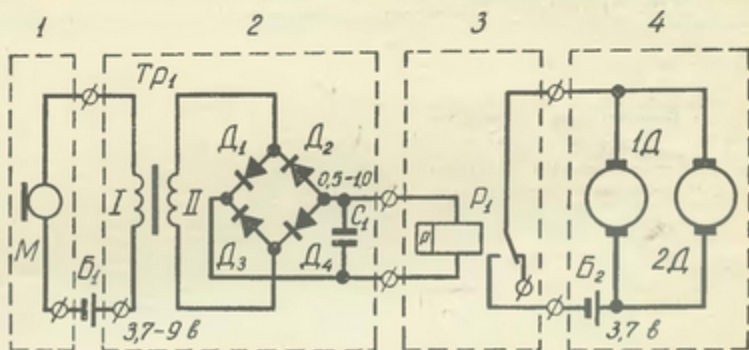 1 2 3 4
Тр₁
Д₁ Д₂
0,5-1,0
С₁
I II
М
Р
Р₁
1Д
2Д
Д₃ Д₄
Б₁
Б₂
3,7-9 в
3,7 в